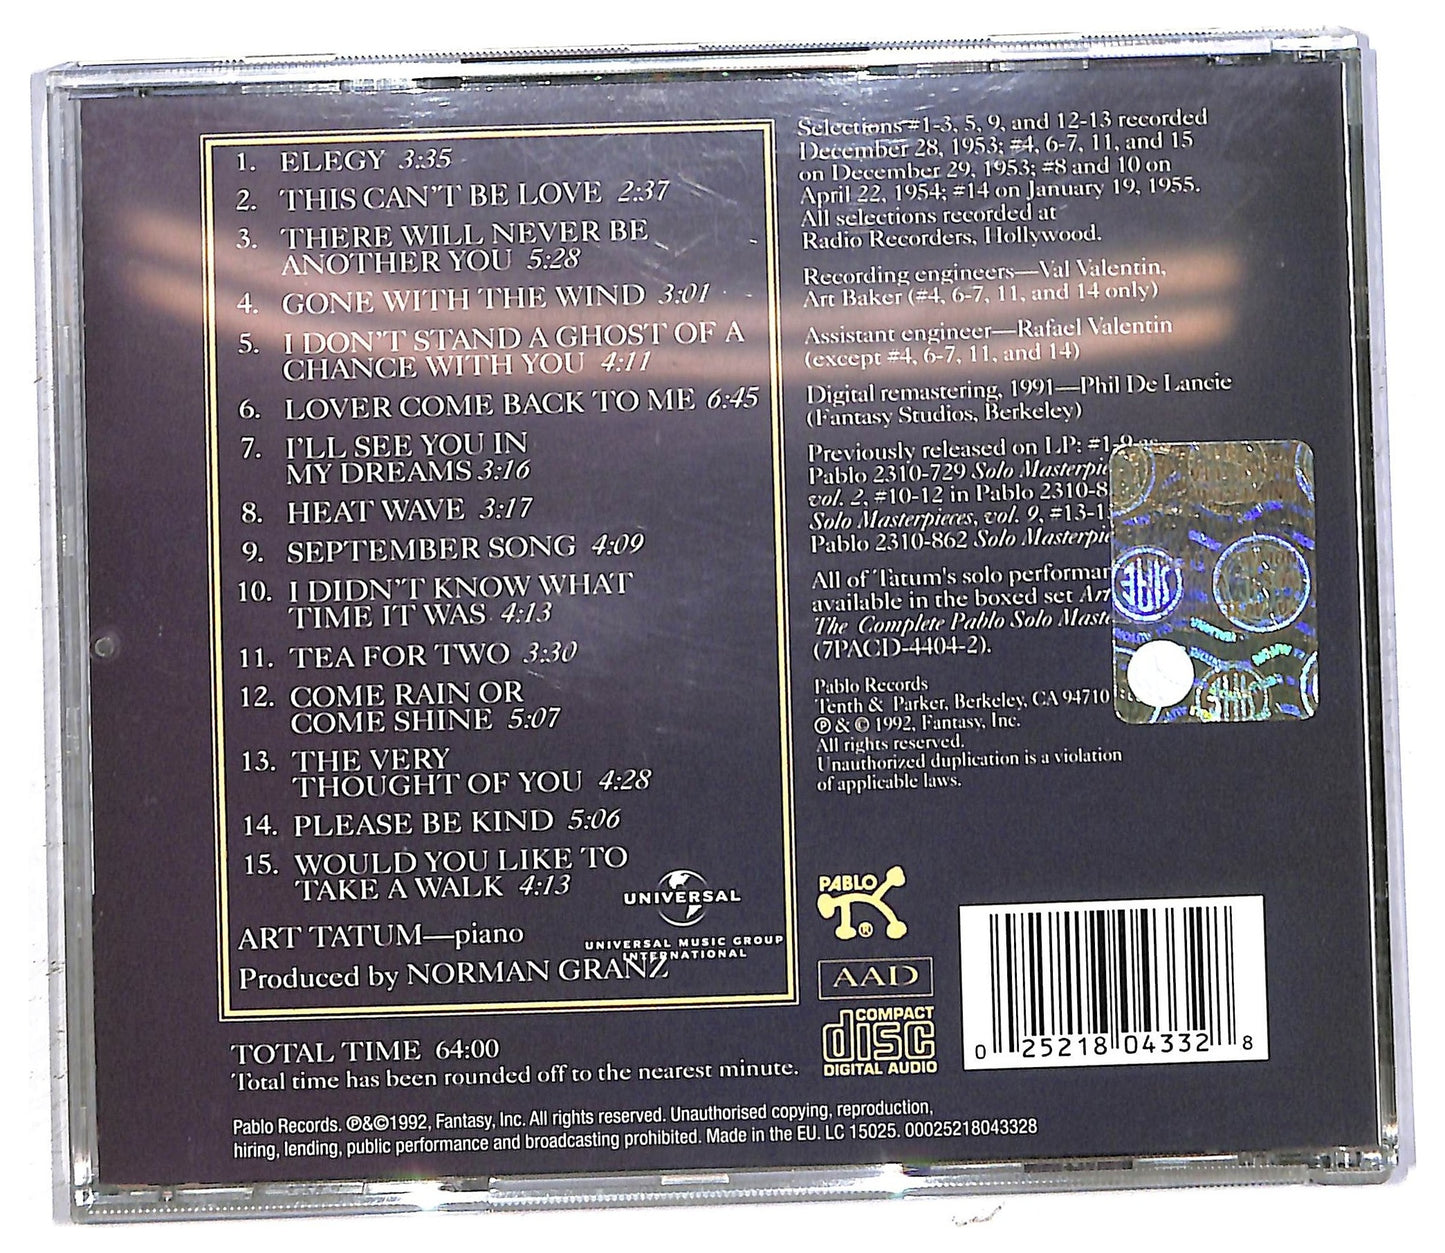 1. ELEGY 3:35
2. THIS CAN'T BE LOVE 2:37
3. THERE WILL NEVER BE
ANOTHER YOU 5:28
4. GONE WITH THE WIND 3:01
5. I DON'T STAND A GHOST OF A
CHANCE WITH YOU 4:11
6. LOVER COME BACK TO ME 6:45
7. I'LL SEE YOU IN
MY DREAMS 3:16
8. HEAT WAVE 3:17
9. SEPTEMBER SONG 4:09
10. I DIDN'T KNOW WHAT
TIME IT WAS 4:13
11. TEA FOR TWO 3:30
12. COME RAIN OR
COME SHINE 5:07
13. THE VERY
THOUGHT OF YOU 4:28
14. PLEASE BE KIND 5:06
15. WOULD YOU LIKE TO
TAKE A WALK 4:13
ART TATUM—piano
Produced by NORMAN GRANZ
UNIVERSAL
UNIVERSAL MUSIC GROUP
INTERNATIONAL
TOTAL TIME 64:00
Total time has been rounded off to the nearest minute.
Selections #1-3, 5, 9, and 12-13 recorded
December 28, 1953; #4, 6-7, 11, and 15
on December 29, 1953; #8 and 10 on
April 22, 1954; #14 on January 19, 1955.
All selections recorded at
Radio Recorders, Hollywood.
Recording engineers—Val Valentin,
Art Baker (#4, 6-7, 11, and 14 only)
Assistant engineer—Rafael Valentin
(except #4, 6-7, 11, and 14)
Digital remastering, 1991—Phil De Lancie
(Fantasy Studios, Berkeley)
Previously released on LP: #1-9 as
Pablo 2310-729 Solo
vol. 2, #10-12 in Pablo
Solo Masterpieces, vol. 9,
Pablo 2310-862 Solo
All of Tatum's solo
available in the boxed set
The Complete Pablo Solo
(7PACD-4404-2).
Pablo Records
Tenth & Parker, Berkeley, CA 94710
℗ & © 1992, Fantasy, Inc.
All rights reserved.
Unauthorized duplication is a violation
of applicable laws.
PABLO
®
AAD
COMPACT
disc
DIGITAL AUDIO
0 25218 04332 8
Pablo Records. ℗&©1992, Fantasy, Inc. All rights reserved. Unauthorised copying, reproduction,
hiring, lending, public performance and broadcasting prohibited. Made in the EU. LC 15025. 00025218043328